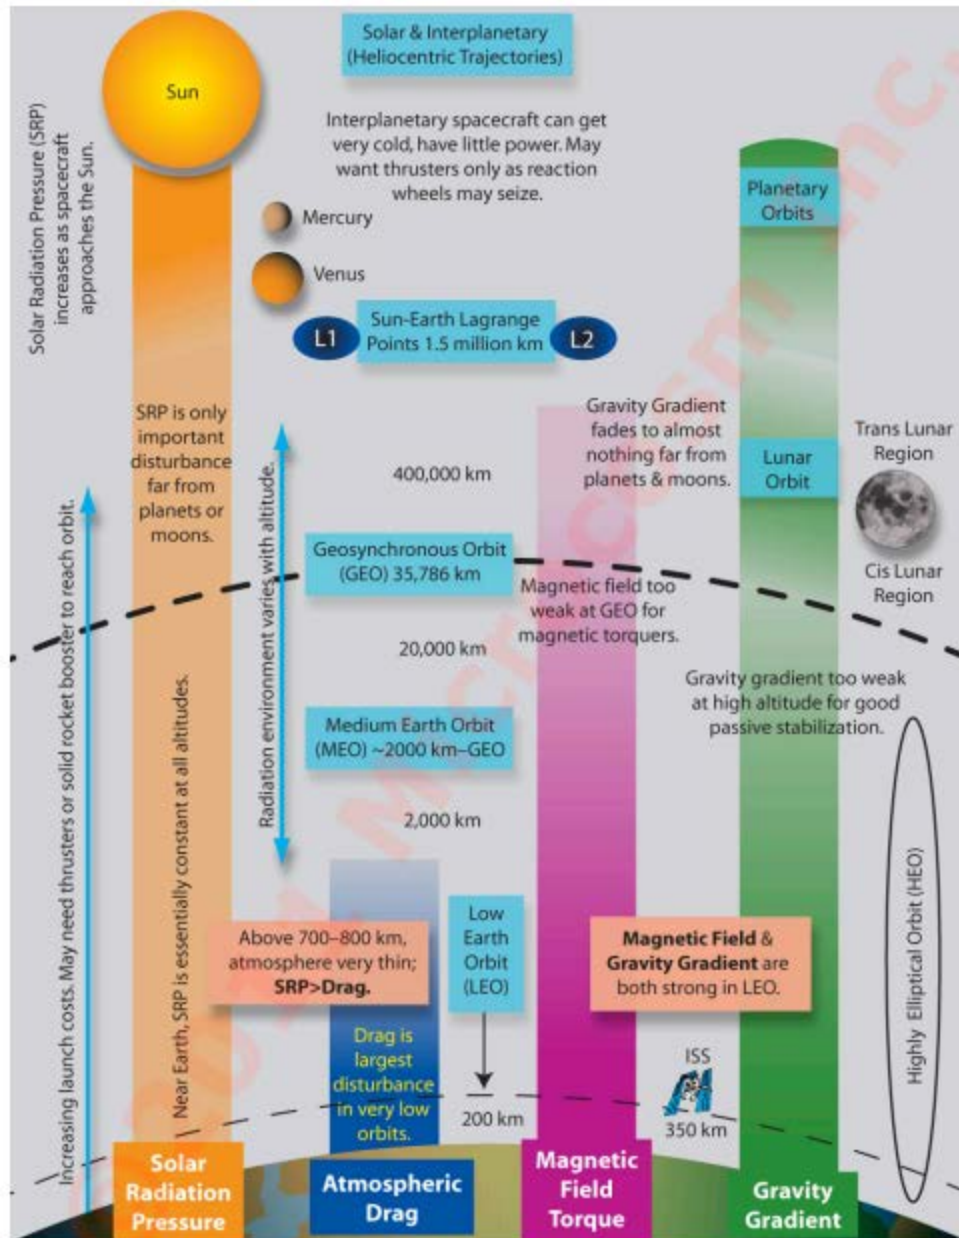 Solar & Interplanetary
(Heliocentric Trajectories)
Sun
Solar Radiation Pressure (SRP)
increases as spacecraft
approaches the Sun.
Interplanetary spacecraft can get
very cold, have little power. May
want thrusters only as reaction
wheels may seize.
Planetary
Orbits
Mercury
Venus
L1
Sun-Earth Lagrange
Points 1.5 million km
L2
SRP is only
important
disturbance
far from
planets or
moons.
Gravity Gradient
fades to almost
nothing far from
planets & moons.
Lunar
Orbit
Trans Lunar
Region
Cis Lunar
Region
400,000 km
Geosynchronous Orbit
(GEO) 35,786 km
Magnetic field too
weak at GEO for
magnetic torquers.
20,000 km
Gravity gradient too weak
at high altitude for good
passive stabilization.
Medium Earth Orbit
(MEO) ~2000 km–GEO
2,000 km
Increasing launch costs. May need thrusters or solid rocket booster to reach orbit.
Near Earth, SRP is essentially constant at all altitudes.
Radiation environment varies with altitude.
Above 700–800 km,
atmosphere very thin;
SRP>Drag.
Low
Earth
Orbit
(LEO)
Magnetic Field &
Gravity Gradient are
both strong in LEO.
Highly Elliptical Orbit (HEO)
Drag is
largest
disturbance
in very low
orbits.
200 km
ISS
350 km
Solar
Radiation
Pressure
Atmospheric
Drag
Magnetic
Field
Torque
Gravity
Gradient